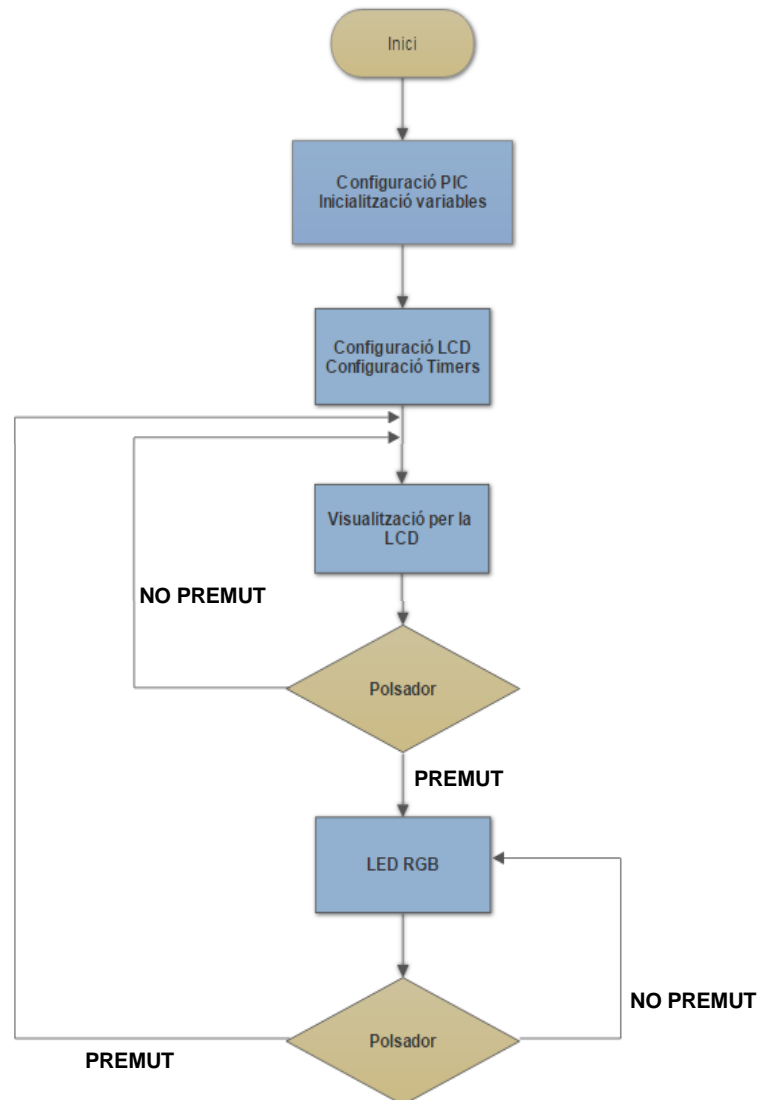 Inici
Configuració PIC
Inicialització variables
Configuració LCD
Configuració Timers
Visualització per la
LCD
NO PREMUT
Polsador
PREMUT
LED RGB
NO PREMUT
Polsador
PREMUT